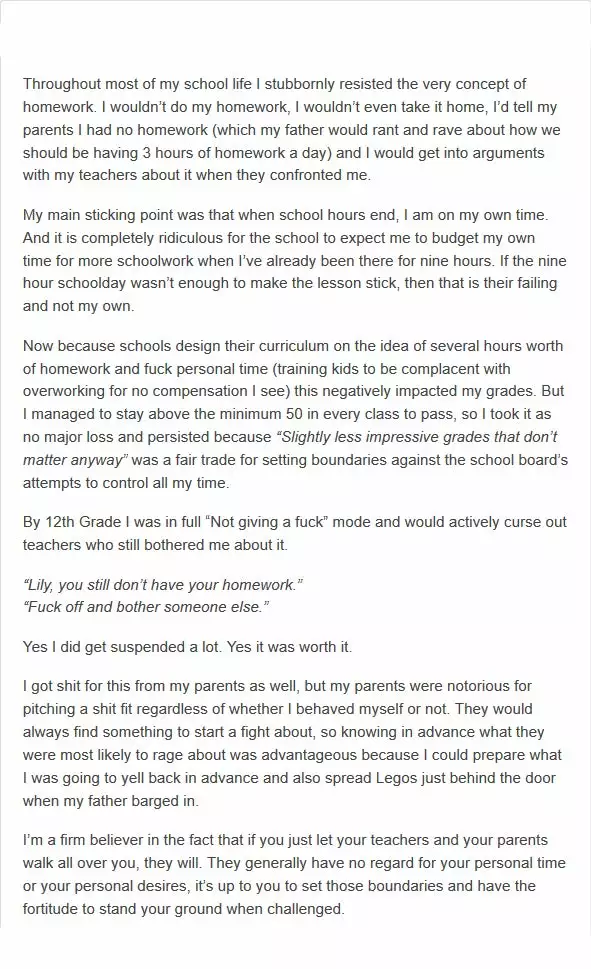 Throughout most of my school life I stubbornly resisted the very concept of
homework. I wouldn’t do my homework, I wouldn’t even take it home, I’d tell my
parents I had no homework (which my father would rant and rave about how we
should be having 3 hours of homework a day) and I would get into arguments
with my teachers about it when they confronted me.
My main sticking point was that when school hours end, I am on my own time.
And it is completely ridiculous for the school to expect me to budget my own
time for more schoolwork when I’ve already been there for nine hours. If the nine
hour schoolday wasn’t enough to make the lesson stick, then that is their failing
and not my own.
Now because schools design their curriculum on the idea of several hours worth
of homework and fuck personal time (training kids to be complacent with
overworking for no compensation I see) this negatively impacted my grades. But
I managed to stay above the minimum 50 in every class to pass, so I took it as
no major loss and persisted because “Slightly less impressive grades that don’t
matter anyway” was a fair trade for setting boundaries against the school board’s
attempts to control all my time.
By 12th Grade I was in full “Not giving a fuck” mode and would actively curse out
teachers who still bothered me about it.
“Lily, you still don’t have your homework.”
“Fuck off and bother someone else.”
Yes I did get suspended a lot. Yes it was worth it.
I got shit for this from my parents as well, but my parents were notorious for
pitching a shit fit regardless of whether I behaved myself or not. They would
always find something to start a fight about, so knowing in advance what they
were most likely to rage about was advantageous because I could prepare what
I was going to yell back in advance and also spread Legos just behind the door
when my father barged in.
I’m a firm believer in the fact that if you just let your teachers and your parents
walk all over you, they will. They generally have no regard for your personal time
or your personal desires, it’s up to you to set those boundaries and have the
fortitude to stand your ground when challenged.